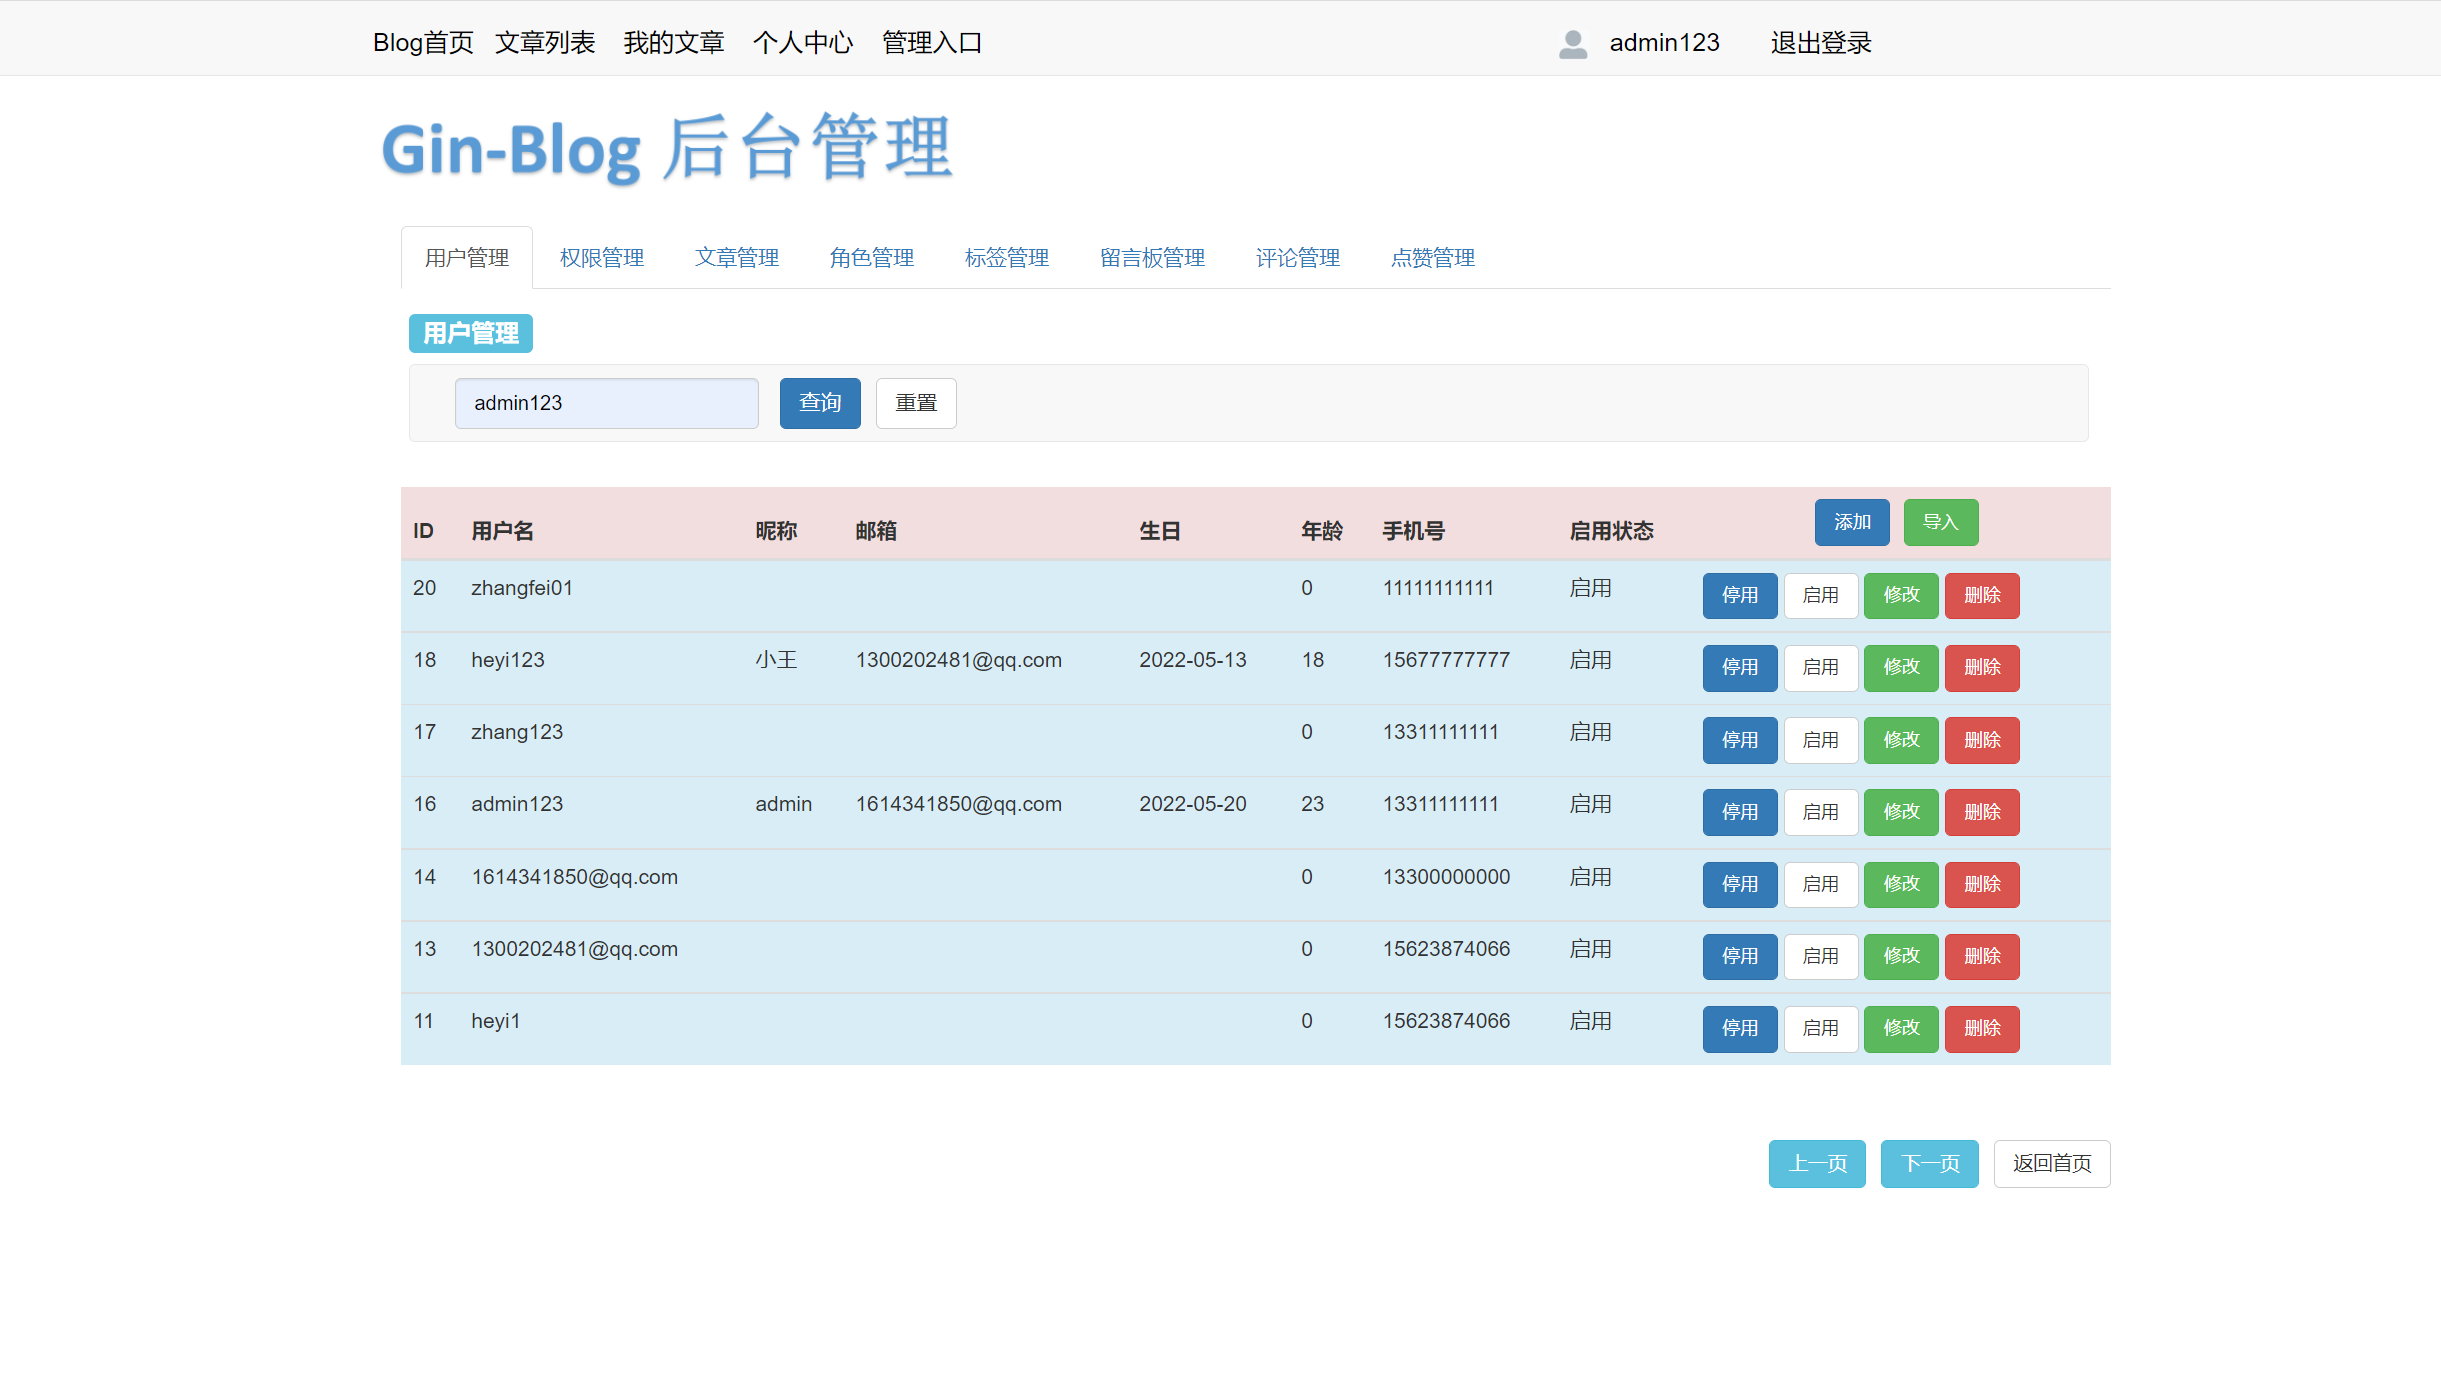 Blog首页 文章列表 我的文章 个人中心 管理入口 admin123 退出登录
Gin-Blog 后台管理
用户管理 权限管理 文章管理 角色管理 标签管理 留言板管理 评论管理 点赞管理
用户管理
admin123 查询 重置
ID 用户名 昵称 邮箱 生日 年龄 手机号 启用状态 添加 导入
20 zhangfei01 0 11111111111 启用 停用 启用 修改 删除
18 heyi123 小王 1300202481@qq.com 2022-05-13 18 15677777777 启用 停用 启用 修改 删除
17 zhang123 0 13311111111 启用 停用 启用 修改 删除
16 admin123 admin 1614341850@qq.com 2022-05-20 23 13311111111 启用 停用 启用 修改 删除
14 1614341850@qq.com 0 13300000000 启用 停用 启用 修改 删除
13 1300202481@qq.com 0 15623874066 启用 停用 启用 修改 删除
11 heyi1 0 15623874066 启用 停用 启用 修改 删除
上一页 下一页 返回首页